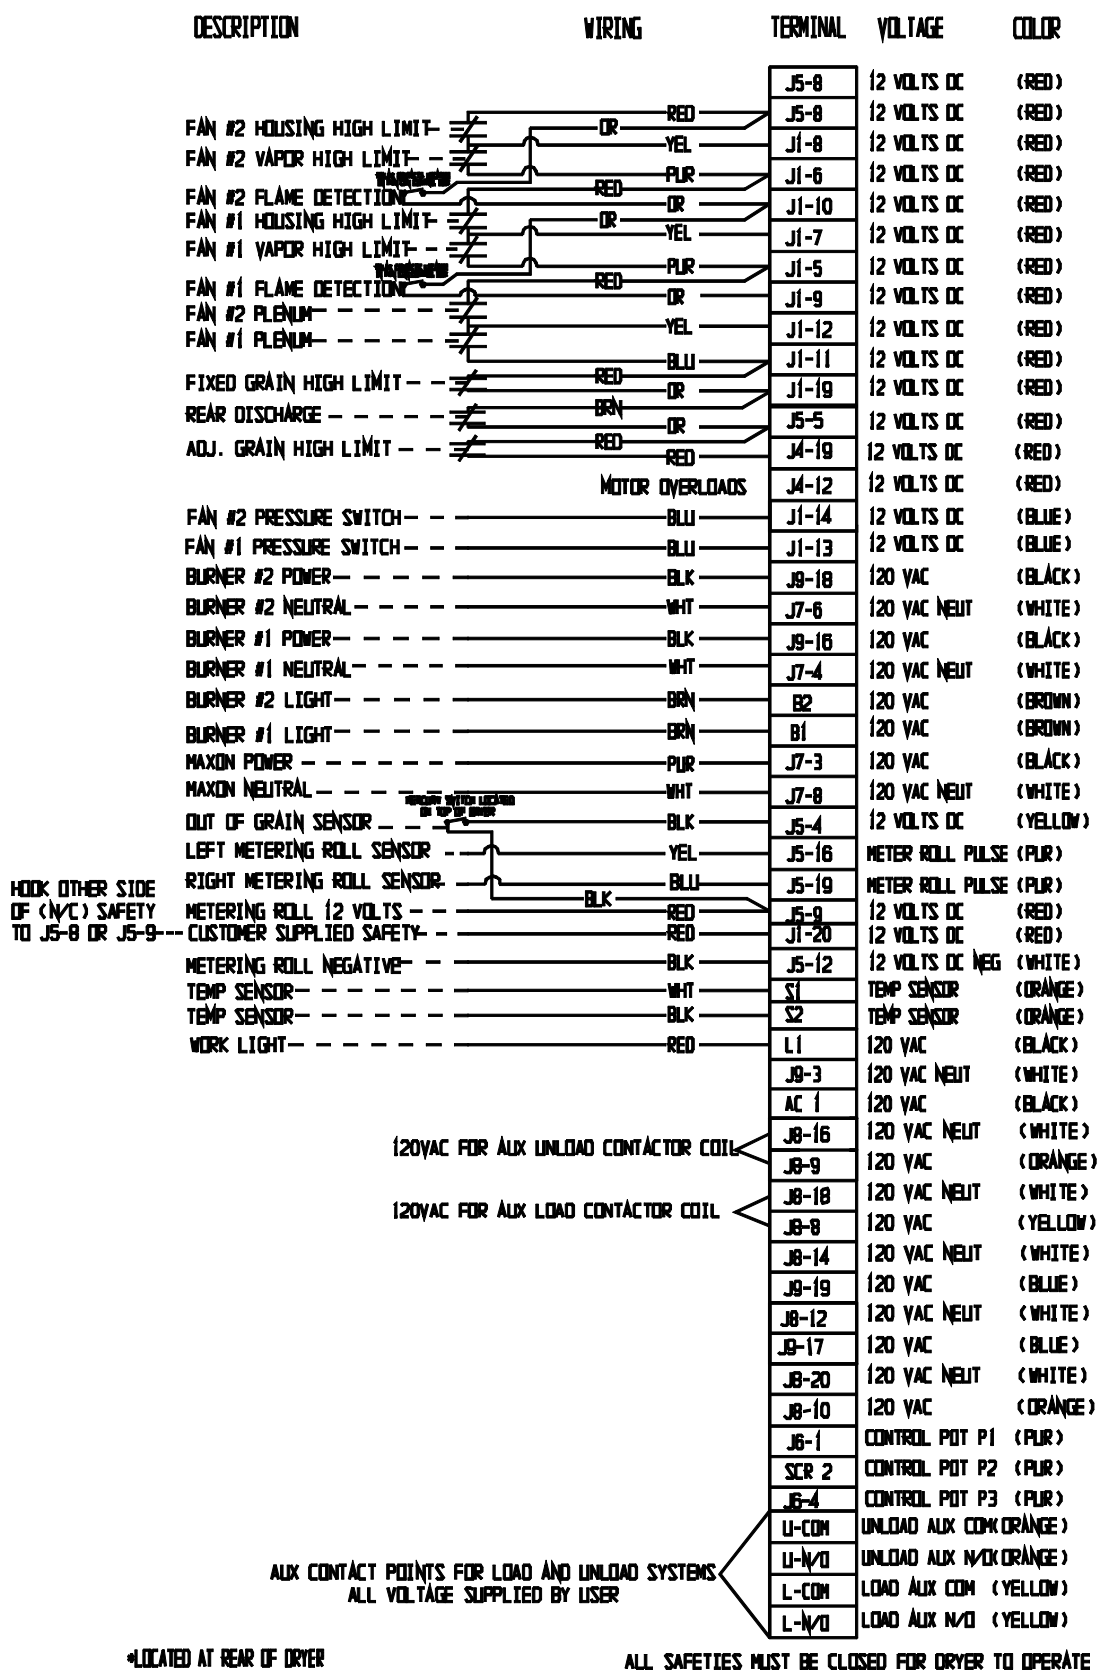 DESCRIPTION WIRING TERMINAL VOLTAGE COLOR
J5-8 12 VOLTS DC (RED)
RED J5-8 12 VOLTS DC (RED)
FAN #2 HOUSING HIGH LIMIT OR
YEL J1-8 12 VOLTS DC (RED)
FAN #2 VAPOR HIGH LIMIT
PUR J1-6 12 VOLTS DC (RED)
FAN #2 FLAME DETECTION RED
OR J1-10 12 VOLTS DC (RED)
FAN #1 HOUSING HIGH LIMIT OR
YEL J1-7 12 VOLTS DC (RED)
FAN #1 VAPOR HIGH LIMIT
PUR J1-5 12 VOLTS DC (RED)
FAN #1 FLAME DETECTION RED
OR J1-9 12 VOLTS DC (RED)
FAN #2 PLENUM
YEL J1-12 12 VOLTS DC (RED)
FAN #1 PLENUM
BLU J1-11 12 VOLTS DC (RED)
FIXED GRAIN HIGH LIMIT RED
OR J1-19 12 VOLTS DC (RED)
REAR DISCHARGE BRN
OR J5-5 12 VOLTS DC (RED)
ADJ. GRAIN HIGH LIMIT RED
RED J4-19 12 VOLTS DC (RED)
MOTOR OVERLOADS J4-12 12 VOLTS DC (RED)
FAN #2 PRESSURE SWITCH BLU J1-14 12 VOLTS DC (BLUE)
FAN #1 PRESSURE SWITCH BLU J1-13 12 VOLTS DC (BLUE)
BURNER #2 POWER BLK J9-18 120 VAC (BLACK)
BURNER #2 NEUTRAL WHT J7-6 120 VAC NEUT (WHITE)
BURNER #1 POWER BLK J9-16 120 VAC (BLACK)
BURNER #1 NEUTRAL WHT J7-4 120 VAC NEUT (WHITE)
BURNER #2 LIGHT BRN B2 120 VAC (BROWN)
BURNER #1 LIGHT BRN B1 120 VAC (BROWN)
MAXON POWER PUR J7-3 120 VAC (BLACK)
MAXON NEUTRAL WHT J7-8 120 VAC NEUT (WHITE)
MERCURY SWITCH LOCATED
ON TOP OF DRYER
OUT OF GRAIN SENSOR BLK J5-4 12 VOLTS DC (YELLOW)
LEFT METERING ROLL SENSOR YEL J5-16 METER ROLL PULSE (PUR)
RIGHT METERING ROLL SENSOR BLU J5-19 METER ROLL PULSE (PUR)
BLK
HOOK OTHER SIDE
OF (N/C) SAFETY
TO J5-8 OR J5-9---
METERING ROLL 12 VOLTS RED J5-9 12 VOLTS DC (RED)
CUSTOMER SUPPLIED SAFETY RED J1-20 12 VOLTS DC (RED)
METERING ROLL NEGATIVE BLK J5-12 12 VOLTS DC NEG (WHITE)
TEMP SENSOR WHT S1 TEMP SENSOR (ORANGE)
TEMP SENSOR BLK S2 TEMP SENSOR (ORANGE)
WORK LIGHT RED L1 120 VAC (BLACK)
J9-3 120 VAC NEUT (WHITE)
AC 1 120 VAC (BLACK)
J8-16 120 VAC NEUT (WHITE)
120VAC FOR AUX UNLOAD CONTACTOR COIL
J8-9 120 VAC (ORANGE)
J8-18 120 VAC NEUT (WHITE)
120VAC FOR AUX LOAD CONTACTOR COIL
J8-8 120 VAC (YELLOW)
J8-14 120 VAC NEUT (WHITE)
J9-19 120 VAC (BLUE)
J8-12 120 VAC NEUT (WHITE)
J9-17 120 VAC (BLUE)
J8-20 120 VAC NEUT (WHITE)
J8-10 120 VAC (ORANGE)
J6-1 CONTROL POT P1 (PUR)
SCR 2 CONTROL POT P2 (PUR)
J6-4 CONTROL POT P3 (PUR)
U-COM UNLOAD AUX COM(ORANGE)
U-N/O UNLOAD AUX N/O(ORANGE)
AUX CONTACT POINTS FOR LOAD AND UNLOAD SYSTEMS
ALL VOLTAGE SUPPLIED BY USER
L-COM LOAD AUX COM (YELLOW)
L-N/O LOAD AUX N/O (YELLOW)
*LOCATED AT REAR OF DRYER
ALL SAFETIES MUST BE CLOSED FOR DRYER TO OPERATE